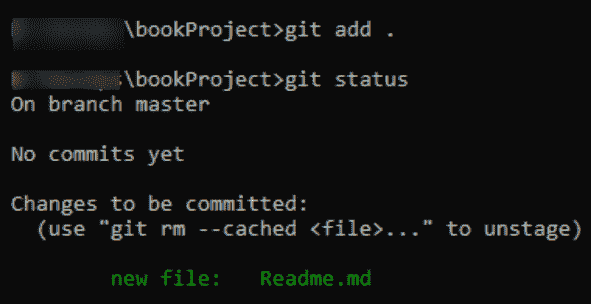 \bookProject>git add .
\bookProject>git status
On branch master
No commits yet
Changes to be committed:
(use "git rm --cached <file>..." to unstage)
new file: Readme.md